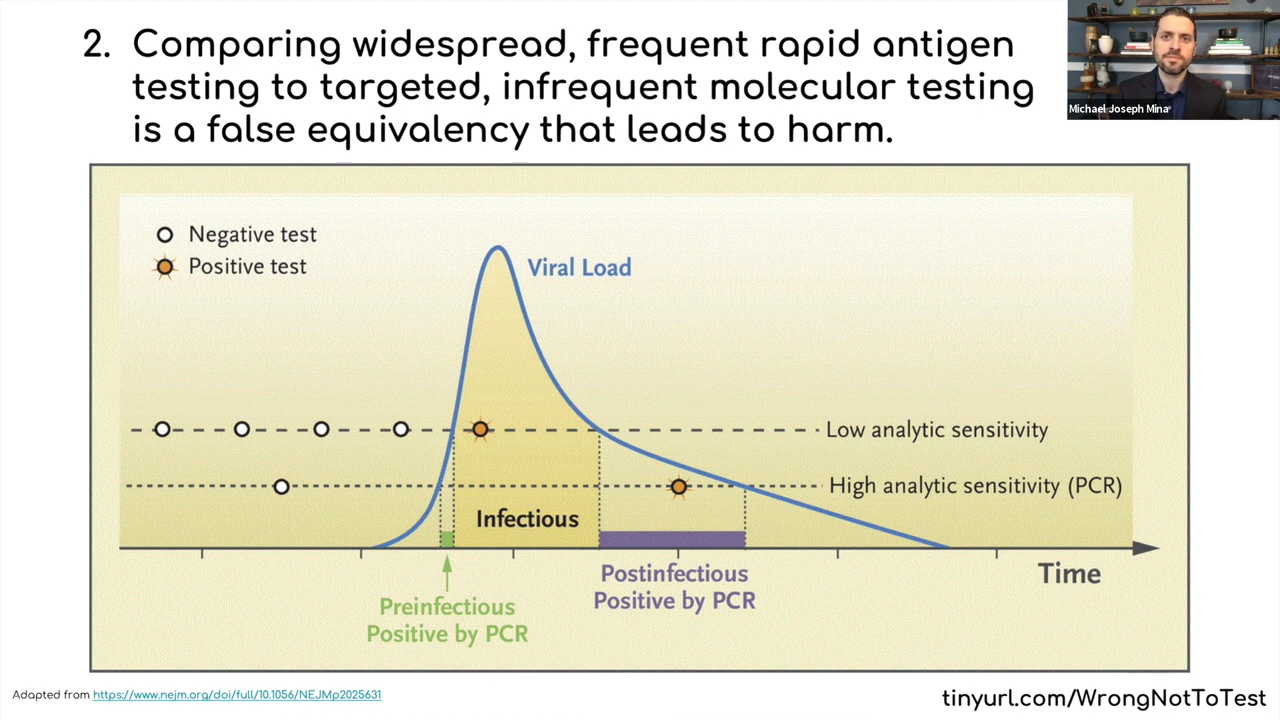 2. Comparing widespread, frequent rapid antigen
testing to targeted, infrequent molecular testing
is a false equivalency that leads to harm.
Michael Joseph Mina
Negative test
Positive test
Viral Load
Low analytic sensitivity
High analytic sensitivity (PCR)
Infectious
Time
Postinfectious
Positive by PCR
Preinfectious
Positive by PCR
Adapted from https://www.nejm.org/doi/full/10.1056/NEJMp2025631
tinyurl.com/WrongNotToTest